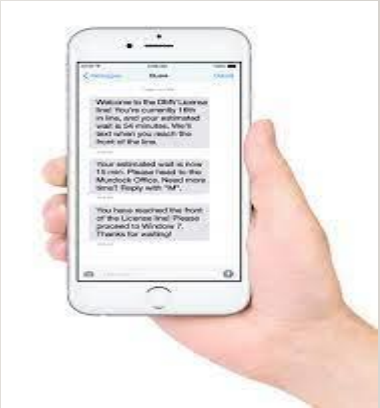 Welcome to the DMV License
line! You're currently 16th
in line, and your estimated
wait is 54 minutes. We'll
text when you reach the
front of the line.
Your estimated wait is now
15 min. Please head to the
Murdock Office. Need more
time? Reply with "M".
You have reached the front
of the License line! Please
proceed to Window 7.
Thanks for waiting!